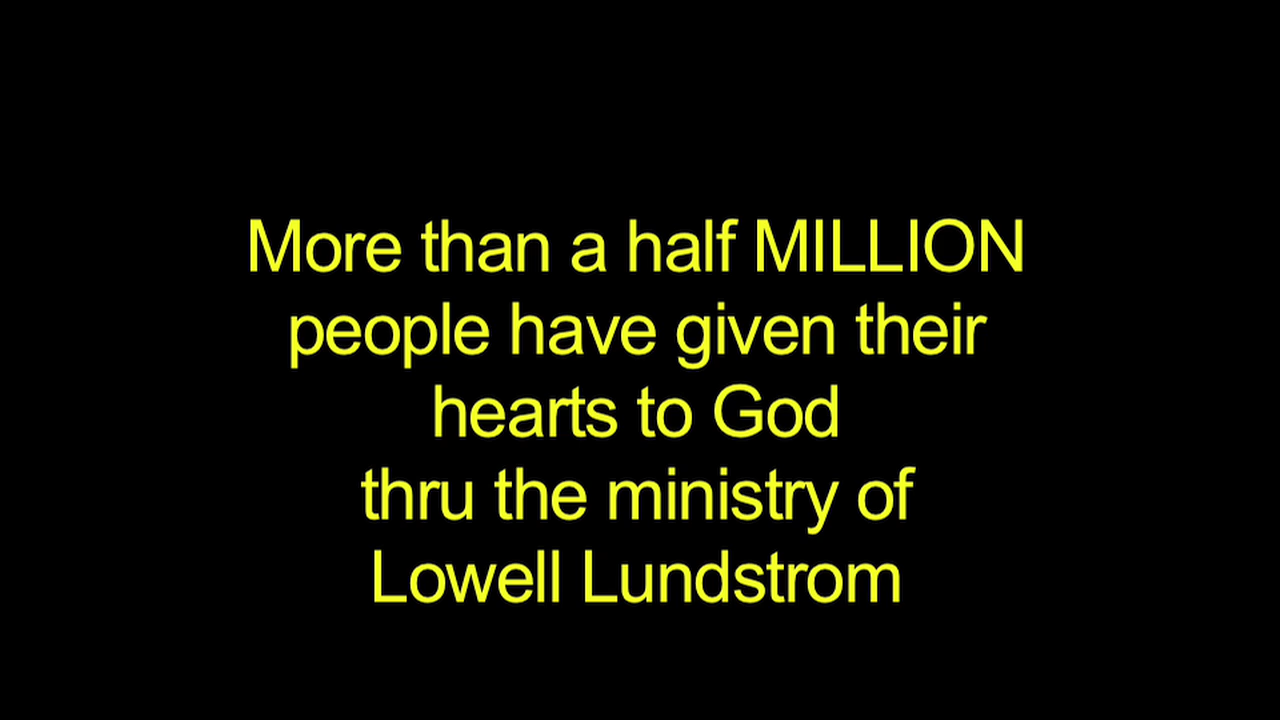 More than a half MILLION
people have given their
hearts to God
thru the ministry of
Lowell Lundstrom